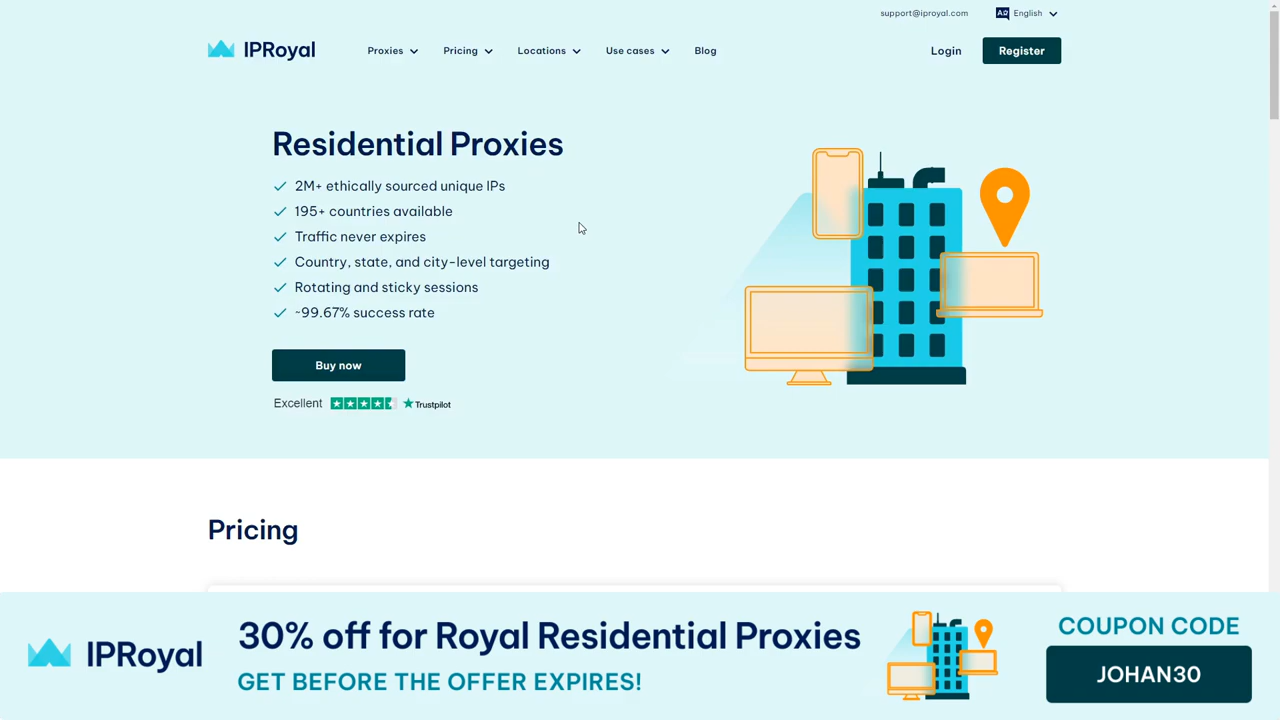 support@iproyal.com
English
IPRoyal
Proxies
Pricing
Locations
Use cases
Blog
Login
Register
Residential Proxies
2M+ ethically sourced unique IPs
195+ countries available
Traffic never expires
Country, state, and city-level targeting
Rotating and sticky sessions
~99.67% success rate
Buy now
Excellent
Trustpilot
Pricing
IPRoyal
30% off for Royal Residential Proxies
GET BEFORE THE OFFER EXPIRES!
COUPON CODE
JOHAN30